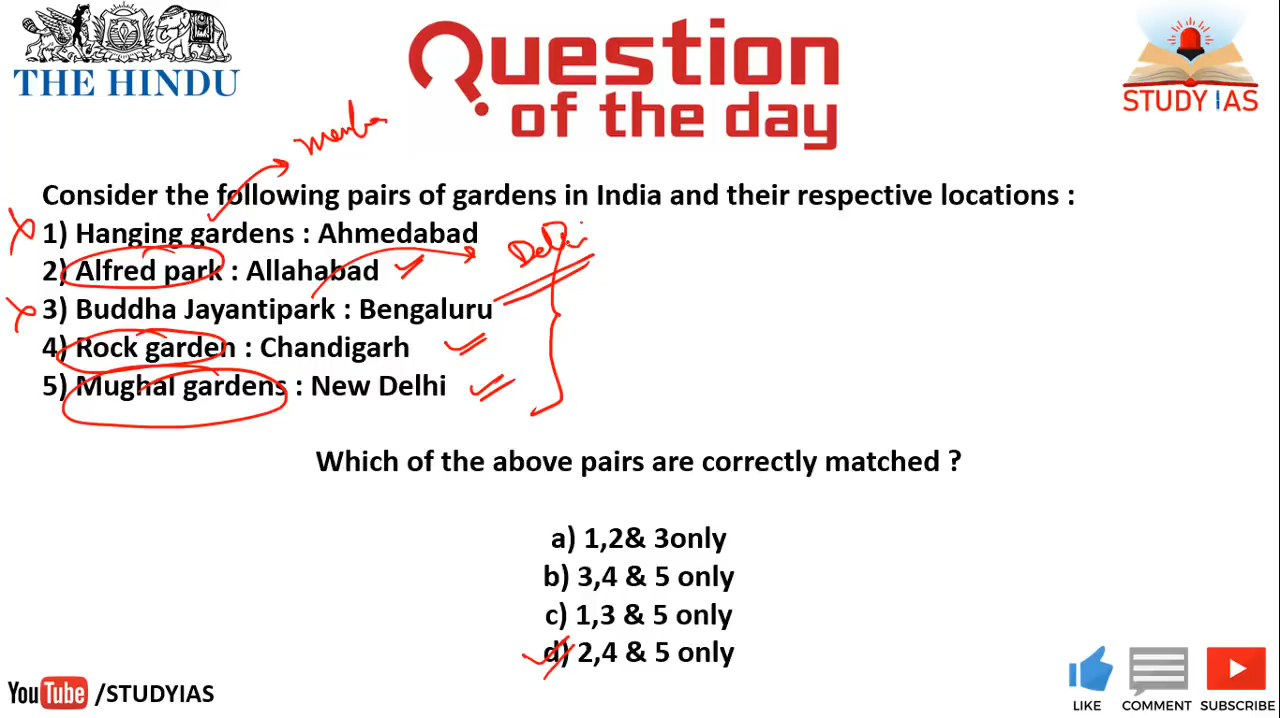 THE HINDU
Question
of the day
STUDY IAS
Consider the following pairs of gardens in India and their respective locations :
1) Hanging gardens : Ahmedabad
Delhi
2) Alfred park : Allahabad
3) Buddha Jayantipark : Bengaluru
4) Rock garden : Chandigarh
5) Mughal gardens : New Delhi
Which of the above pairs are correctly matched ?
a) 1,2& 3only
b) 3,4 & 5 only
c) 1,3 & 5 only
d) 2,4 & 5 only
YouTube/STUDYIAS
LIKE COMMENT SUBSCRIBE